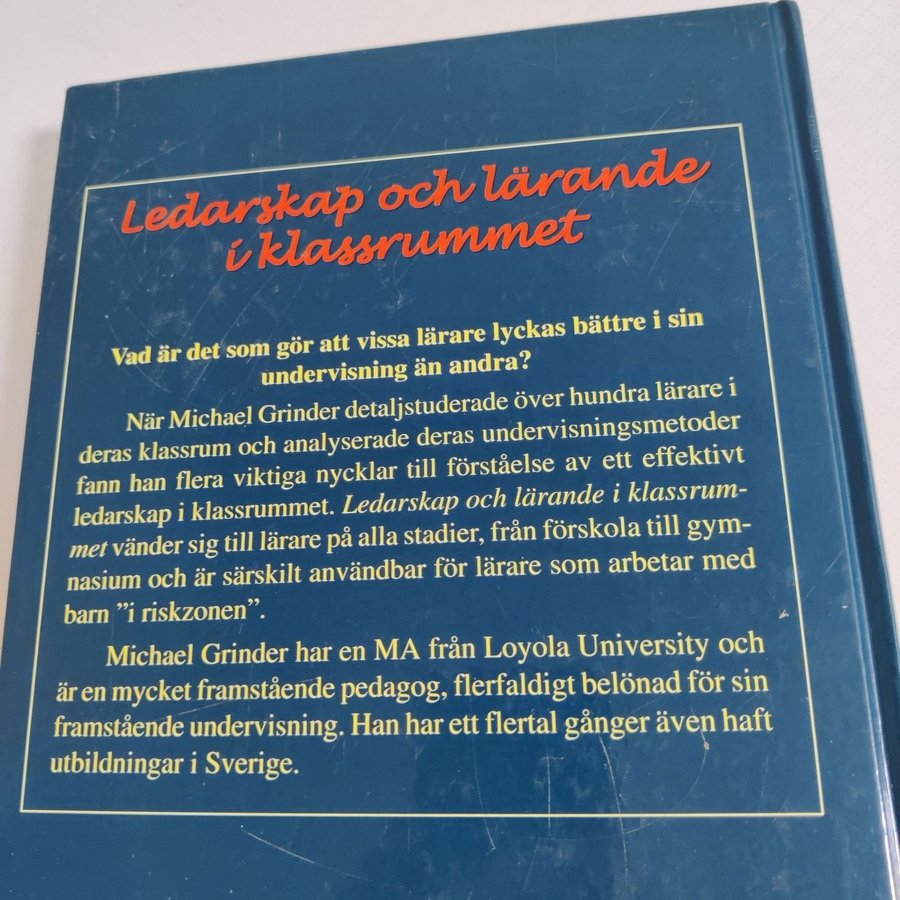 Ledarskap och lärande
i klassrummet
Vad är det som gör att vissa lärare lyckas bättre i sin
undervisning än andra?
När Michael Grinder detaljstuderade över hundra lärare i
deras klassrum och analyserade deras undervisningsmetoder
fann han flera viktiga nycklar till förståelse av ett effektivt
ledarskap i klassrummet. Ledarskap och lärande i klassrum-
met vänder sig till lärare på alla stadier, från förskola till gym-
nasium och är särskilt användbar för lärare som arbetar med
barn ”i riskzonen”.
Michael Grinder har en MA från Loyola University och
är en mycket framstående pedagog, flerfaldigt belönad för sin
framstående undervisning. Han har ett flertal gånger även haft
utbildningar i Sverige.